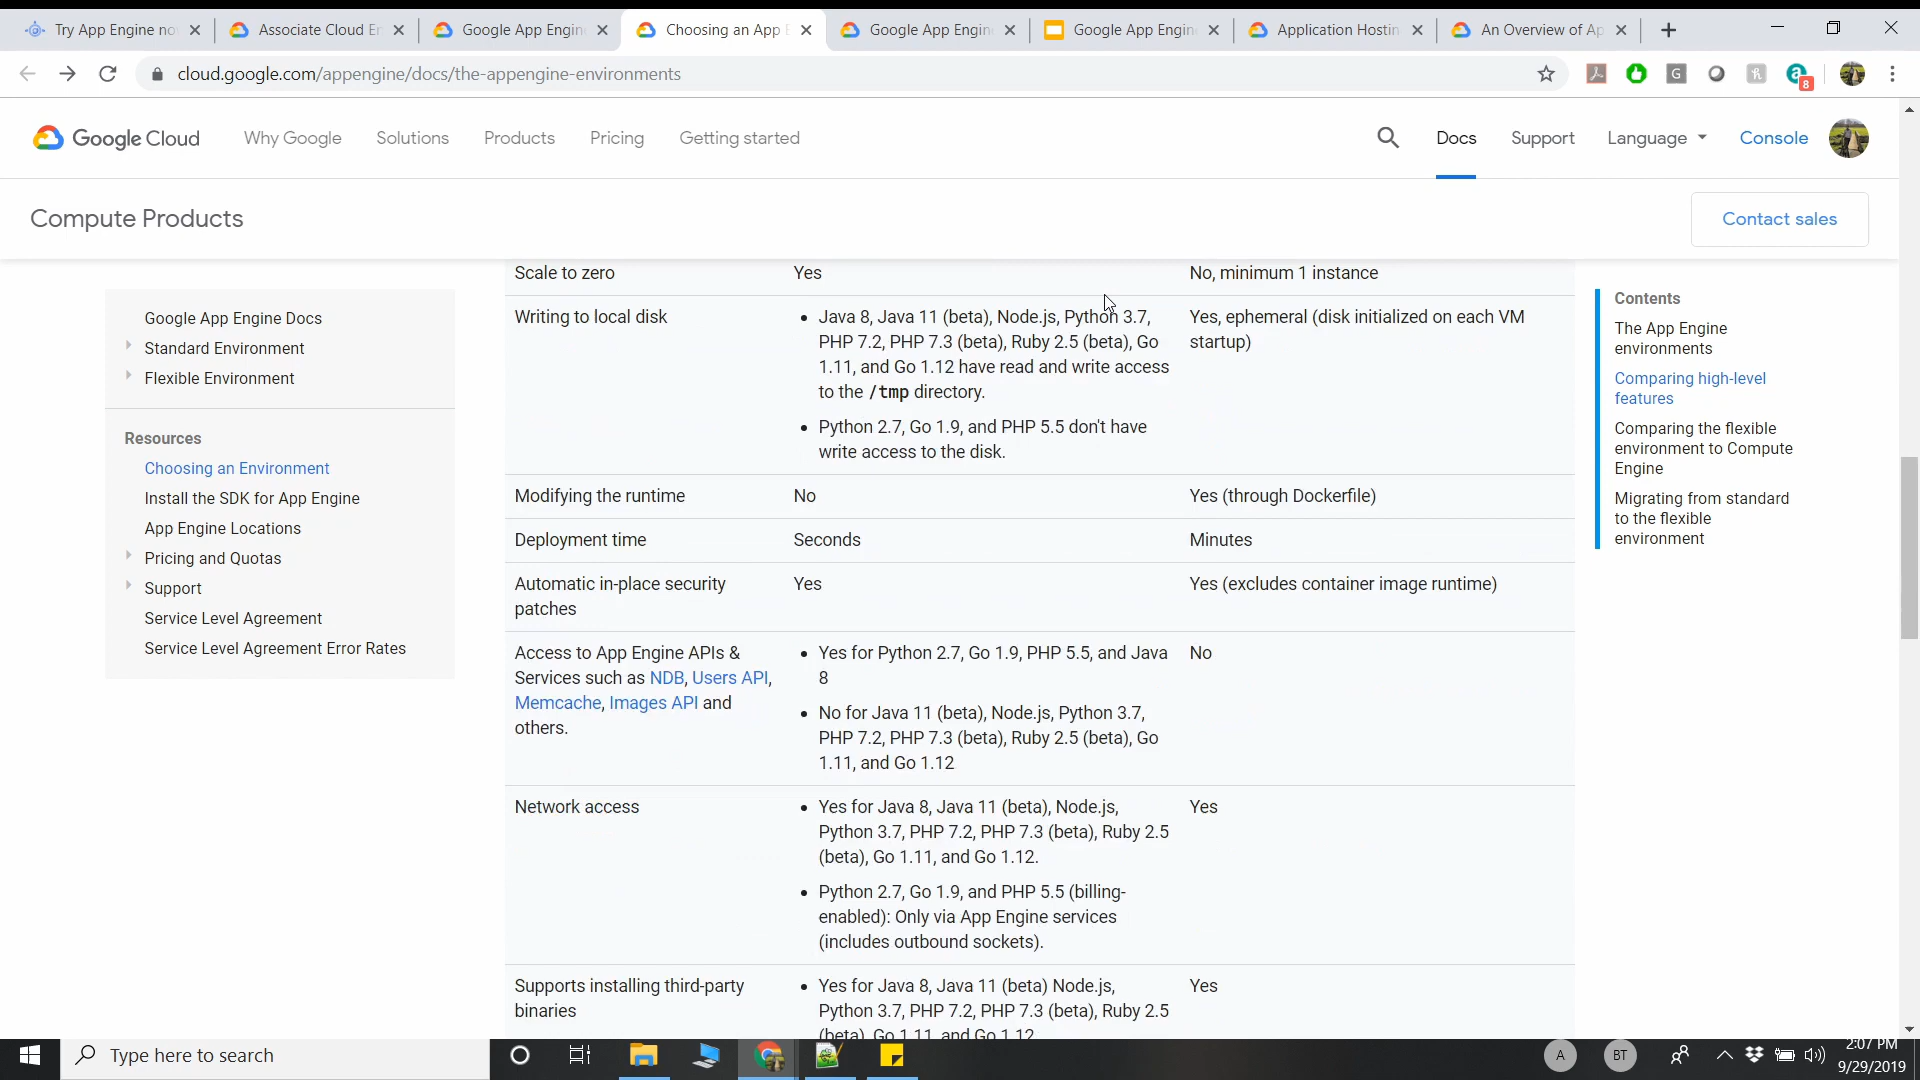 Try App Engine no
Associate Cloud E
Google App Engin
Choosing an App E
Google App Engin
Google App Engin
Application Hostin
An Overview of Ap
cloud.google.com/appengine/docs/the-appengine-environments
G
8
Google Cloud
Why Google
Solutions
Products
Pricing
Getting started
Docs
Support
Language
Console
Compute Products
Contact sales
Google App Engine Docs
Standard Environment
Flexible Environment
Resources
Choosing an Environment
Install the SDK for App Engine
App Engine Locations
Pricing and Quotas
Support
Service Level Agreement
Service Level Agreement Error Rates
Scale to zero
Yes
No, minimum 1 instance
Writing to local disk
• Java 8, Java 11 (beta), Node.js, Python 3.7,
PHP 7.2, PHP 7.3 (beta), Ruby 2.5 (beta), Go
1.11, and Go 1.12 have read and write access
to the /tmp directory.
• Python 2.7, Go 1.9, and PHP 5.5 don't have
write access to the disk.
Yes, ephemeral (disk initialized on each VM
startup)
Modifying the runtime
No
Yes (through Dockerfile)
Deployment time
Seconds
Minutes
Automatic in-place security
patches
Yes
Yes (excludes container image runtime)
Access to App Engine APIs &
Services such as NDB, Users API,
Memcache, Images API and
others.
• Yes for Python 2.7, Go 1.9, PHP 5.5, and Java
8
• No for Java 11 (beta), Node.js, Python 3.7,
PHP 7.2, PHP 7.3 (beta), Ruby 2.5 (beta), Go
1.11, and Go 1.12
No
Network access
• Yes for Java 8, Java 11 (beta), Node.js,
Python 3.7, PHP 7.2, PHP 7.3 (beta), Ruby 2.5
(beta), Go 1.11, and Go 1.12.
• Python 2.7, Go 1.9, and PHP 5.5 (billing-
enabled): Only via App Engine services
(includes outbound sockets).
Yes
Supports installing third-party
binaries
• Yes for Java 8, Java 11 (beta) Node.js,
Python 3.7, PHP 7.2, PHP 7.3 (beta), Ruby 2.5
(beta), Go 1.11, and Go 1.12
Yes
Contents
The App Engine
environments
Comparing high-level
features
Comparing the flexible
environment to Compute
Engine
Migrating from standard
to the flexible
environment
Type here to search
A
BT
2:07 PM
9/29/2019